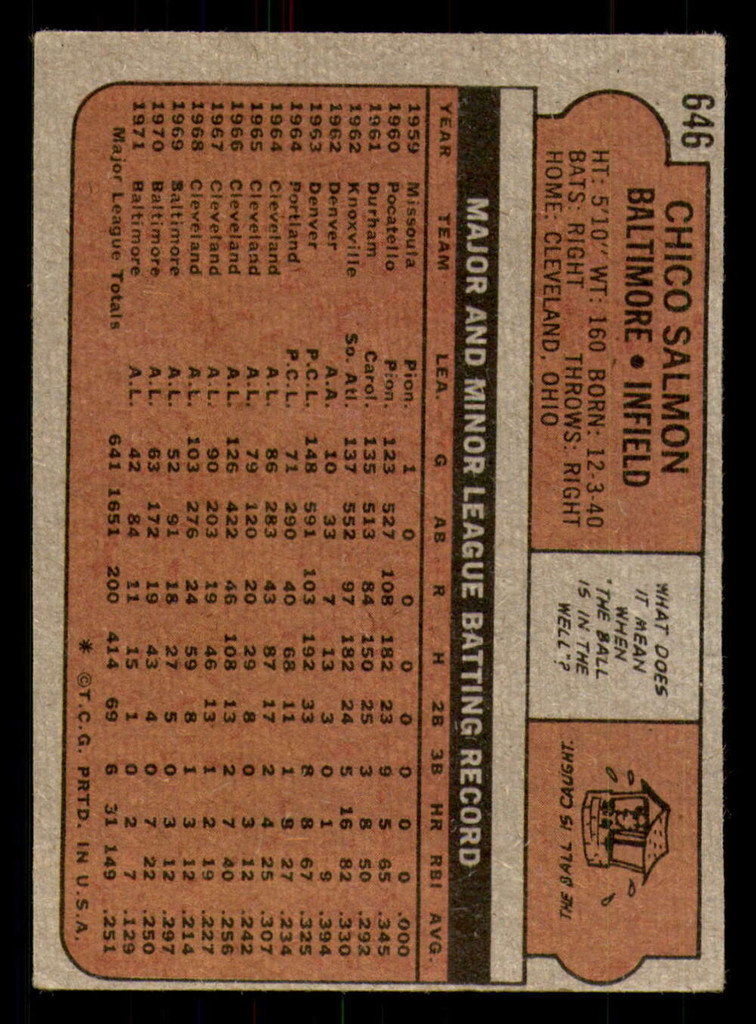 646
CHICO SALMON
BALTIMORE • INFIELD
HT: 5'10" WT: 160 BORN: 12-3-40
BATS: RIGHT THROWS: RIGHT
HOME: CLEVELAND, OHIO
WHAT DOES
IT MEAN
WHEN
"THE BALL
IS IN THE
WELL"?
THE BALL IS CAUGHT.
MAJOR AND MINOR LEAGUE BATTING RECORD
YEAR TEAM LEA. G AB R H 2B 3B HR RBI AVG.
1959 Missoula Pion. 1 0 0 0 0 0 0 0 .000
1960 Pocatello Pion. 123 527 108 182 23 9 5 65 .345
1961 Durham Carol. 135 513 84 150 25 3 8 50 .292
1962 Knoxville So. Atl. 137 552 97 182 24 5 16 82 .330
1962 Denver A.A. 10 33 7 13 3 0 1 9 .394
1963 Denver P.C.L. 148 591 103 192 33 8 8 67 .325
1964 Portland P.C.L. 71 290 40 68 11 1 9 27 .234
1964 Cleveland A.L. 86 283 43 87 17 2 4 25 .307
1965 Cleveland A.L. 79 120 20 29 8 0 3 12 .242
1966 Cleveland A.L. 126 422 46 108 13 2 7 40 .256
1967 Cleveland A.L. 90 203 19 46 13 1 2 19 .227
1968 Cleveland A.L. 103 276 24 59 8 1 3 12 .214
1969 Baltimore A.L. 52 91 18 27 5 0 3 12 .297
1970 Baltimore A.L. 63 172 19 43 4 0 7 22 .250
1971 Baltimore A.L. 42 84 11 15 1 0 2 7 .129
Major League Totals 641 1651 200 414 69 6 31 149 .251
* ©T.C.G. PRTD. IN U.S.A.